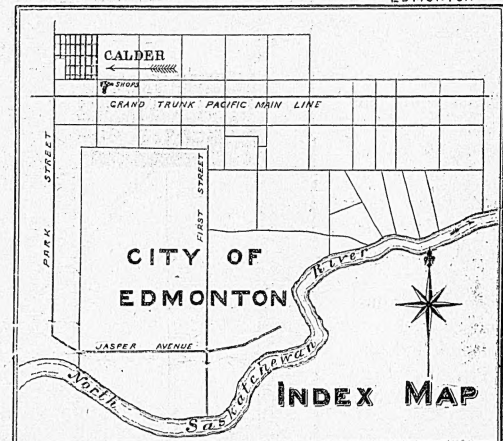 EDMONTON
CALDER
SHOPS
GRAND TRUNK PACIFIC MAIN LINE
PARK STREET
FIRST STREET
CITY OF
EDMONTON
River
JASPER AVENUE
INDEX MAP
North
Saskatchewan